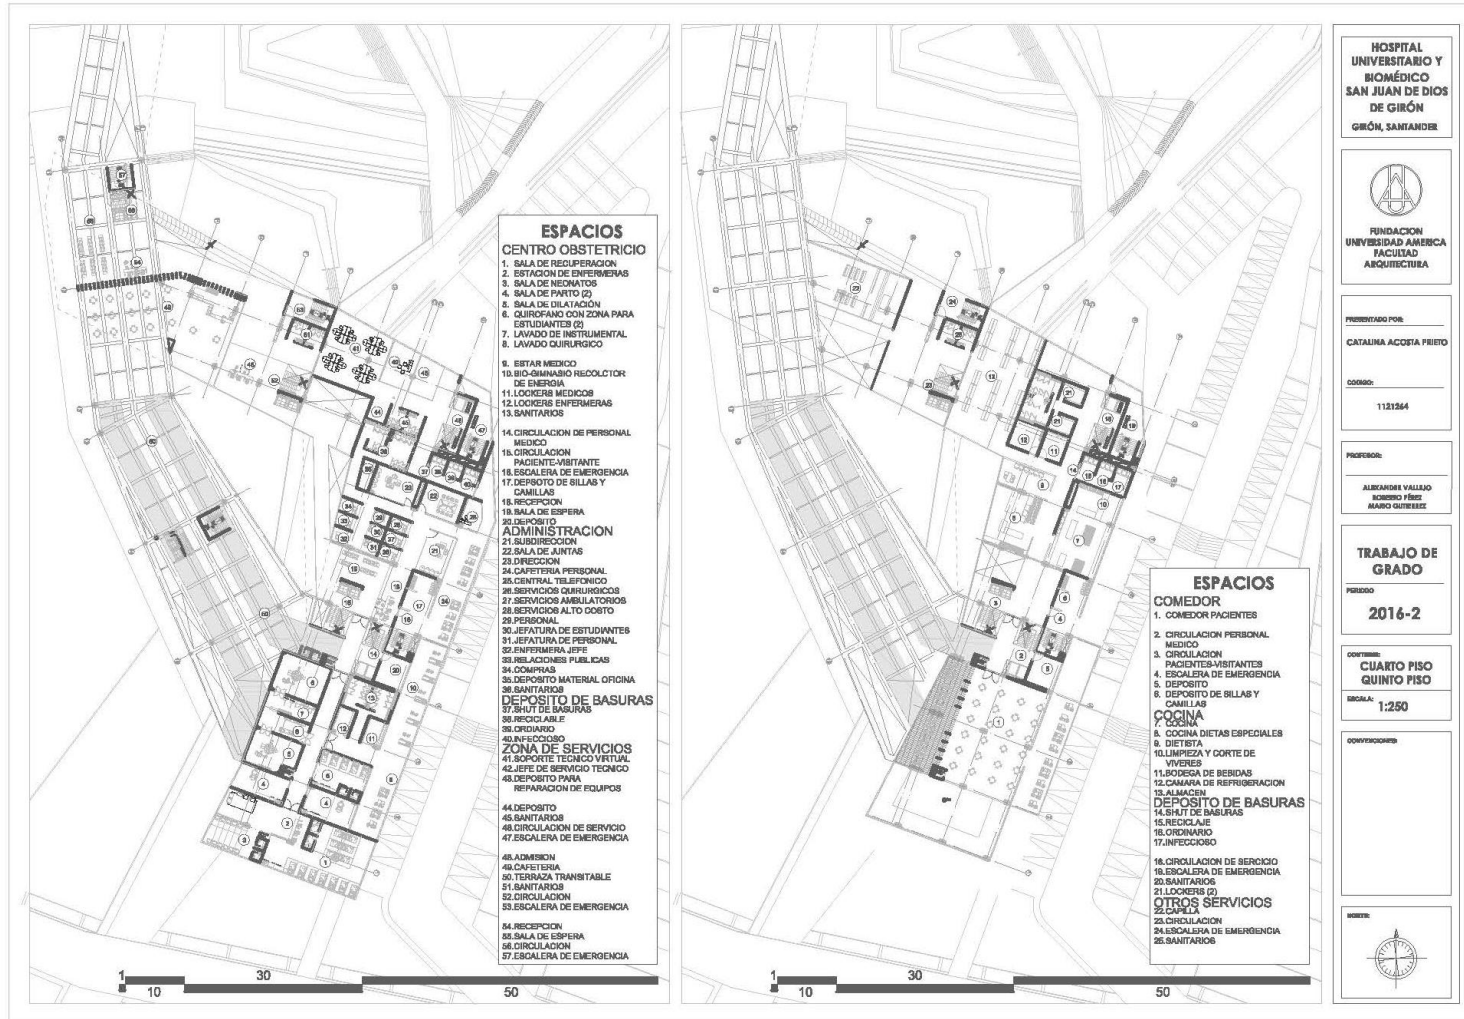 ESPACIOS
CENTRO OBSTETRICIO
1. SALA DE RECUPERACION
2. ESTACION DE ENFERMERAS
3. SALA DE NEONATOS
4. SALA DE PARTO (2)
5. SALA DE DILATACIÓN
6. QUIROFANO CON ZONA PARA
ESTUDIANTES (2)
7. LAVADO DE INSTRUMENTAL
8. LAVADO QUIRURGICO
9. ESTAR MEDICO
10. BIO-GIMNASIO RECOLCTOR
DE ENERGIA
11. LOCKERS MEDICOS
12. LOCKERS ENFERMERAS
13. SANITARIOS
14. CIRCULACION DE PERSONAL
MEDICO
15. CIRCULACION
PACIENTE-VISITANTE
16. ESCALERA DE EMERGENCIA
17. DEPSOTO DE SILLAS Y
CAMILLAS
18. RECEPCION
19. SALA DE ESPERA
20. DEPOSITO
ADMINISTRACION
21. SUBDIRECCION
22. SALA DE JUNTAS
23. DIRECCION
24. CAFETERIA PERSONAL
25. CENTRAL TELEFONICO
26. SERVICIOS QUIRURGICOS
27. SERVICIOS AMBULATORIOS
28. SERVICIOS ALTO COSTO
29. PERSONAL
30. JEFATURA DE ESTUDIANTES
31. JEFATURA DE PERSONAL
32. ENFERMERA JEFE
33. RELACIONES PUBLICAS
34. COMPRAS
35. DEPOSITO MATERIAL OFICINA
36. SANITARIOS
DEPOSITO DE BASURAS
37. SHUT DE BASURAS
38. RECICLABLE
39. ORDIARIO
40. INFECCIOSO
ZONA DE SERVICIOS
41. SOPORTE TECNICO VIRTUAL
42. JEFE DE SERVICIO TECNICO
43. DEPOSITO PARA
REPARACION DE EQUIPOS
44. DEPOSITO
45. SANITARIOS
46. CIRCULACION DE SERVICIO
47. ESCALERA DE EMERGENCIA
48. ADMISION
49. CAFETERIA
50. TERRAZA TRANSITABLE
51. SANITARIOS
52. CIRCULACION
53. ESCALERA DE EMERGENCIA
54. RECEPCION
55. SALA DE ESPERA
56. CIRCULACION
57. ESCALERA DE EMERGENCIA
1 30
10 50
ESPACIOS
COMEDOR
1. COMEDOR PACIENTES
2. CIRCULACION PERSONAL
MEDICO
3. CIRCULACION
PACIENTES-VISITANTES
4. ESCALERA DE EMERGENCIA
5. DEPOSITO
6. DEPOSITO DE SILLAS Y
CAMILLAS
COCINA
7. COCINA
8. COCINA DIETAS ESPECIALES
9. DIETISTA
10. LIMPIEZA Y CORTE DE
VIVERES
11. BODEGA DE BEBIDAS
12. CAMARA DE REFRIGERACION
13. ALMACEN
DEPOSITO DE BASURAS
14. SHUT DE BASURAS
15. RECICLAJE
16. ORDINARIO
17. INFECCIOSO
18. CIRCULACION DE SERCICIO
19. ESCALERA DE EMERGENCIA
20. SANITARIOS
21. LOCKERS (2)
OTROS SERVICIOS
22. CAPILLA
23. CIRCULACION
24. ESCALERA DE EMERGENCIA
25. SANITARIOS
1 30
10 50
HOSPITAL
UNIVERSITARIO Y
BIOMÉDICO
SAN JUAN DE DIOS
DE GIRÓN
GIRÓN, SANTANDER
FUNDACION
UNIVERSIDAD AMERICA
FACULTAD
ARQUITECTURA
PRESENTADO POR:
CATALINA ACOSTA PRIETO
CODIGO:
1121264
PROFESOR:
ALEXANDER VALLEJO
ROBERTO PÉREZ
MARIO GUTIERREZ
TRABAJO DE
GRADO
PERIODO
2016-2
CONTIENE:
CUARTO PISO
QUINTO PISO
ESCALA:
1:250
CONVENCIONES:
NORTE: